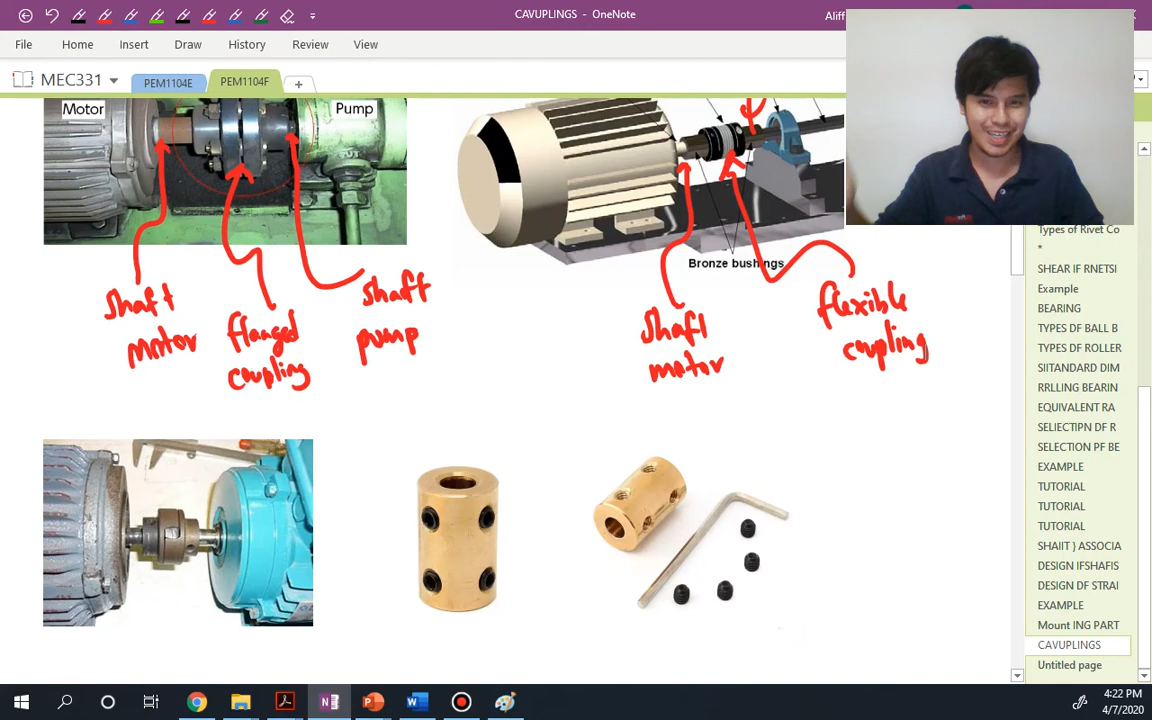 CAVUPLINGS - OneNote
Aliff
File Home Insert Draw History Review View
MEC331
PEM1104E
PEM1104F
Motor
Pump
Bronze bushings
shaft
motor
flanged
coupling
shaft
pump
shaft
motor
flexible
coupling
Types of Rivet Co
*
SHEAR IF RNETSI
Example
BEARING
TYPES DF BALL B
TYPES DF ROLLER
SIITANDARD DIM
RRLLING BEARIN
EQUIVALENT RA
SELIECTIPN DF R
SELECTION PF BE
EXAMPLE
TUTORIAL
TUTORIAL
TUTORIAL
SHAIIT } ASSOCIA
DESIGN IFSHAFIS
DESIGN DF STRAI
EXAMPLE
Mount ING PART
CAVUPLINGS
Untitled page
4:22 PM
4/7/2020